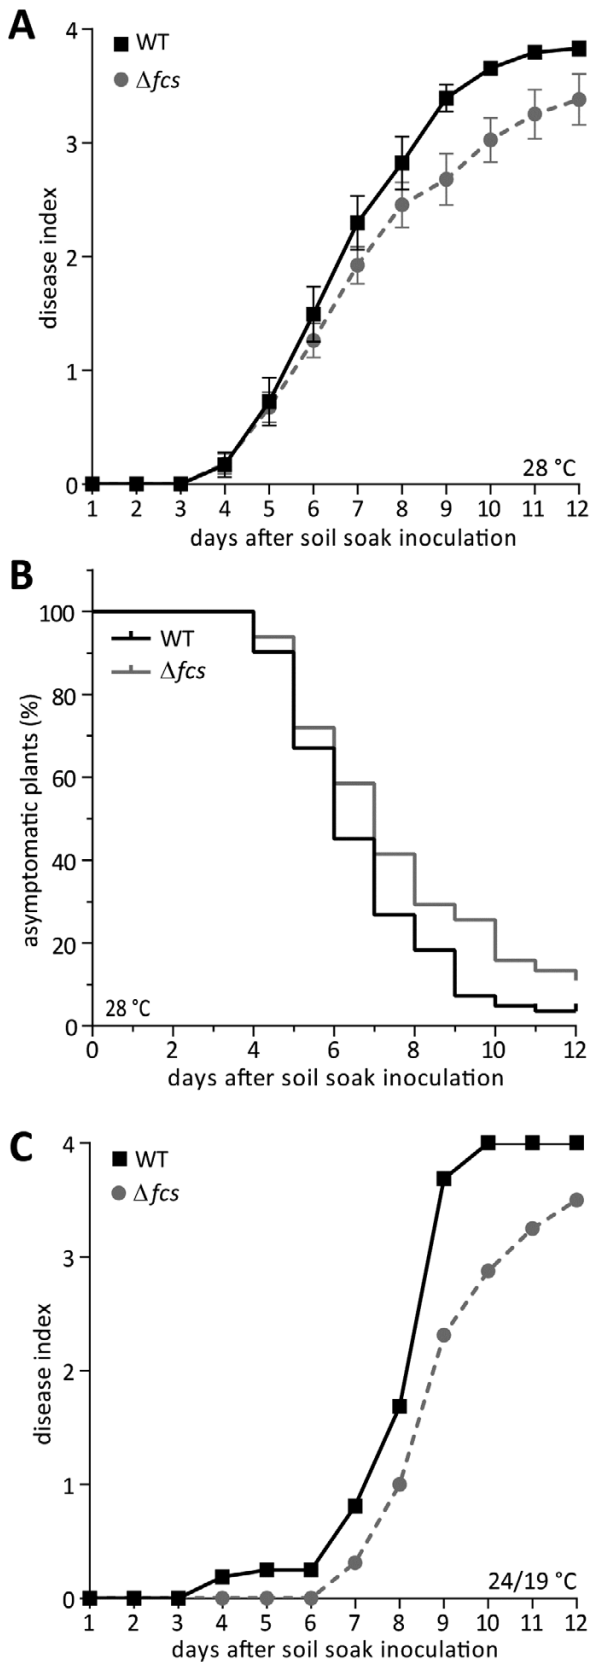 A
4
3
2
1
0
disease index
WT
Δfcs
28 °C
1 2 3 4 5 6 7 8 9 10 11 12
days after soil soak inoculation
B
100
80
60
40
20
0
asymptomatic plants (%)
WT
Δfcs
28 °C
0 2 4 6 8 10 12
days after soil soak inoculation
C
4
3
2
1
0
disease index
WT
Δfcs
24/19 °C
1 2 3 4 5 6 7 8 9 10 11 12
days after soil soak inoculation